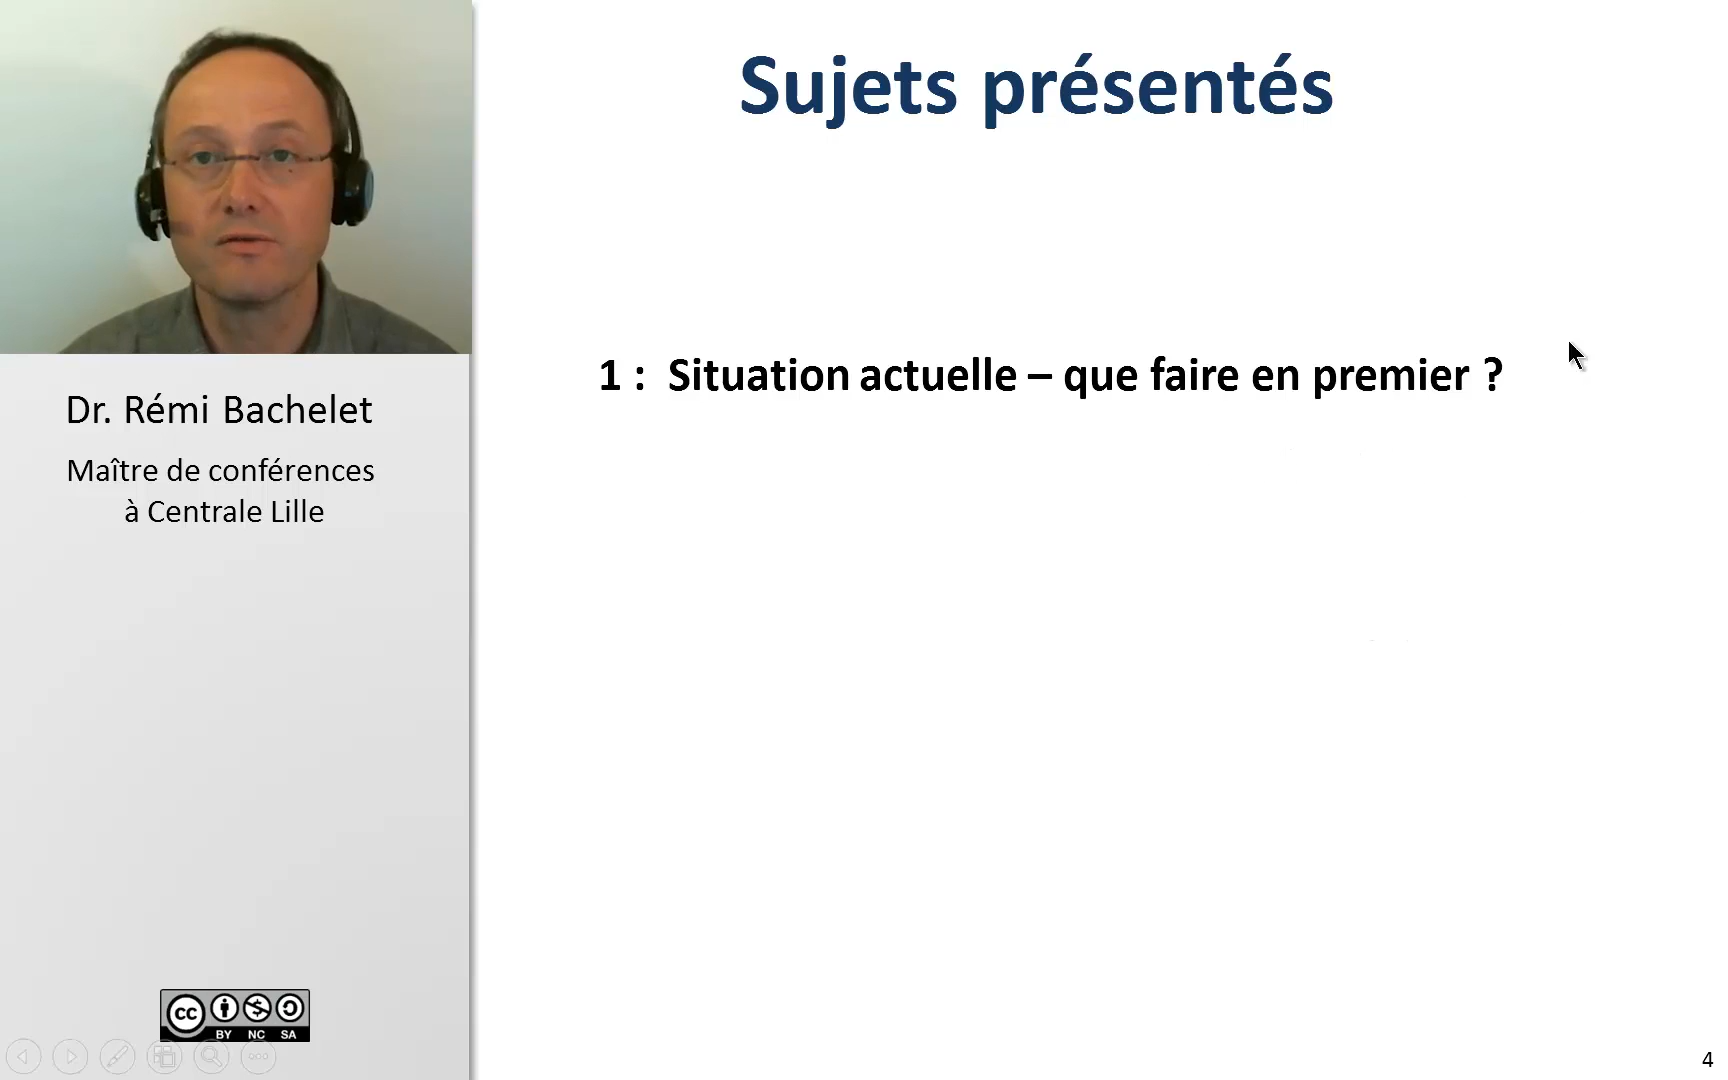 Sujets présentés
1 : Situation actuelle – que faire en premier ?
Dr. Rémi Bachelet
Maître de conférences
à Centrale Lille
cc
BY NC SA
4